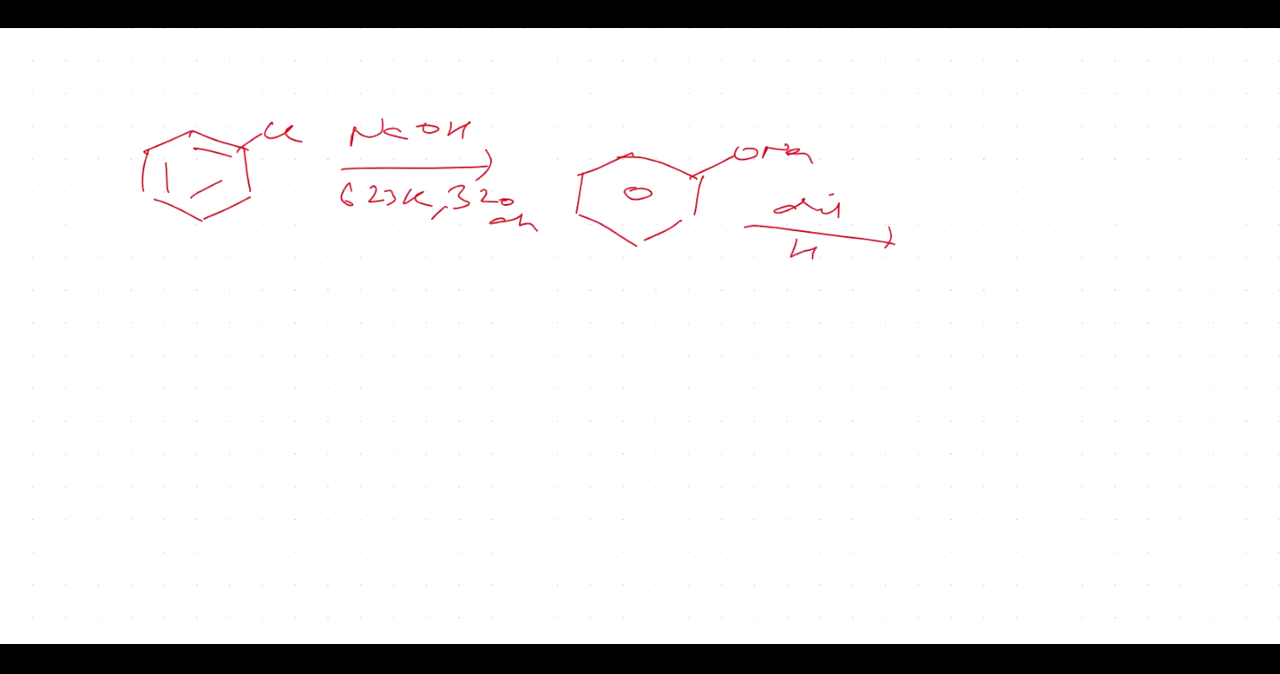 Cl
NaOH
623K, 320
atm
ONa
dil
H